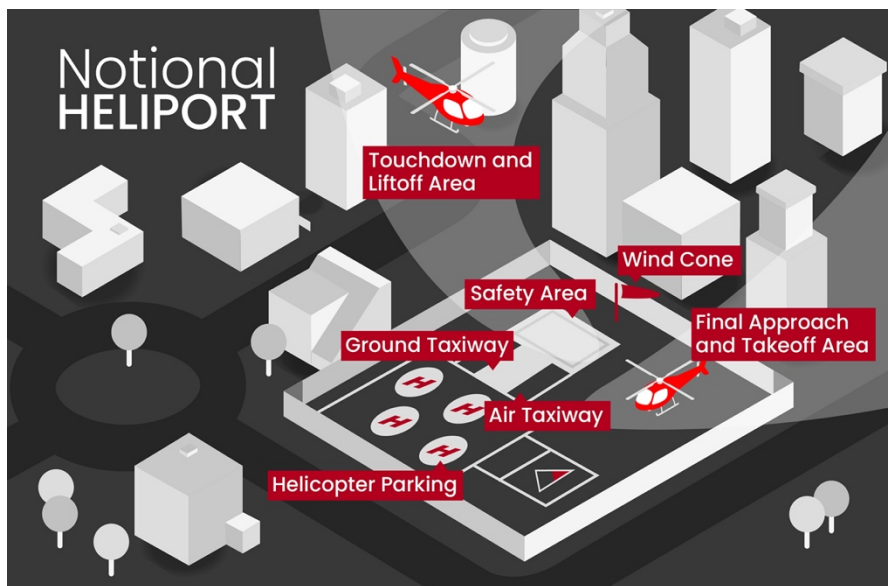 Notional
HELIPORT
Touchdown and
Liftoff Area
Wind Cone
Safety Area
Final Approach
and Takeoff Area
Ground Taxiway
H
H
H
Air Taxiway
H
Helicopter Parking